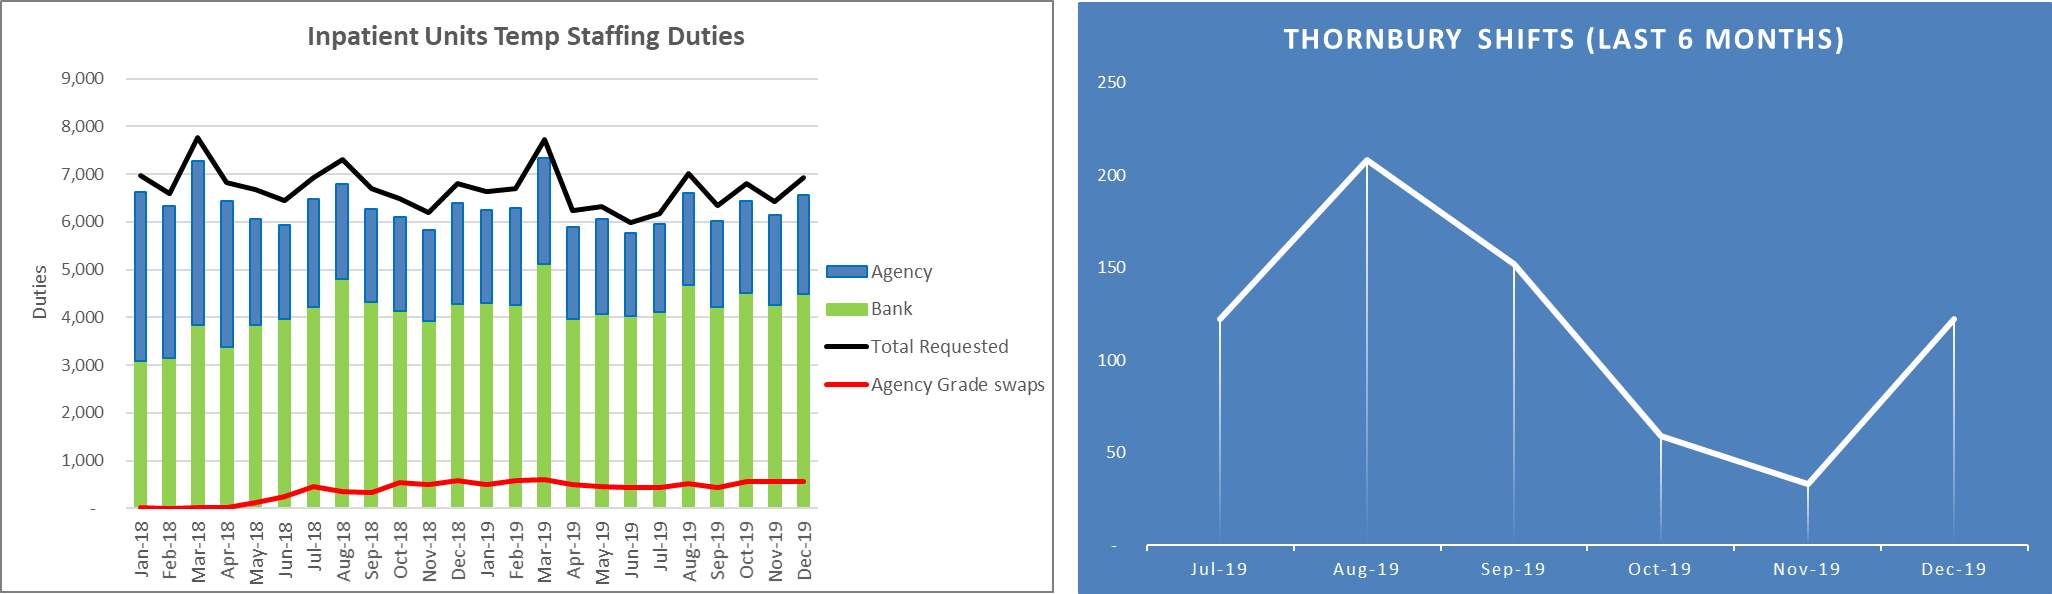 Inpatient Units Temp Staffing Duties
9,000
8,000
7,000
6,000
5,000
4,000
3,000
2,000
1,000
-
Duties
Jan-18
Feb-18
Mar-18
Apr-18
May-18
Jun-18
Jul-18
Aug-18
Sep-18
Oct-18
Nov-18
Dec-18
Jan-19
Feb-19
Mar-19
Apr-19
May-19
Jun-19
Jul-19
Aug-19
Sep-19
Oct-19
Nov-19
Dec-19
Agency
Bank
Total Requested
Agency Grade swaps
THORNBURY SHIFTS (LAST 6 MONTHS)
250
200
150
100
50
-
Jul-19
Aug-19
Sep-19
Oct-19
Nov-19
Dec-19